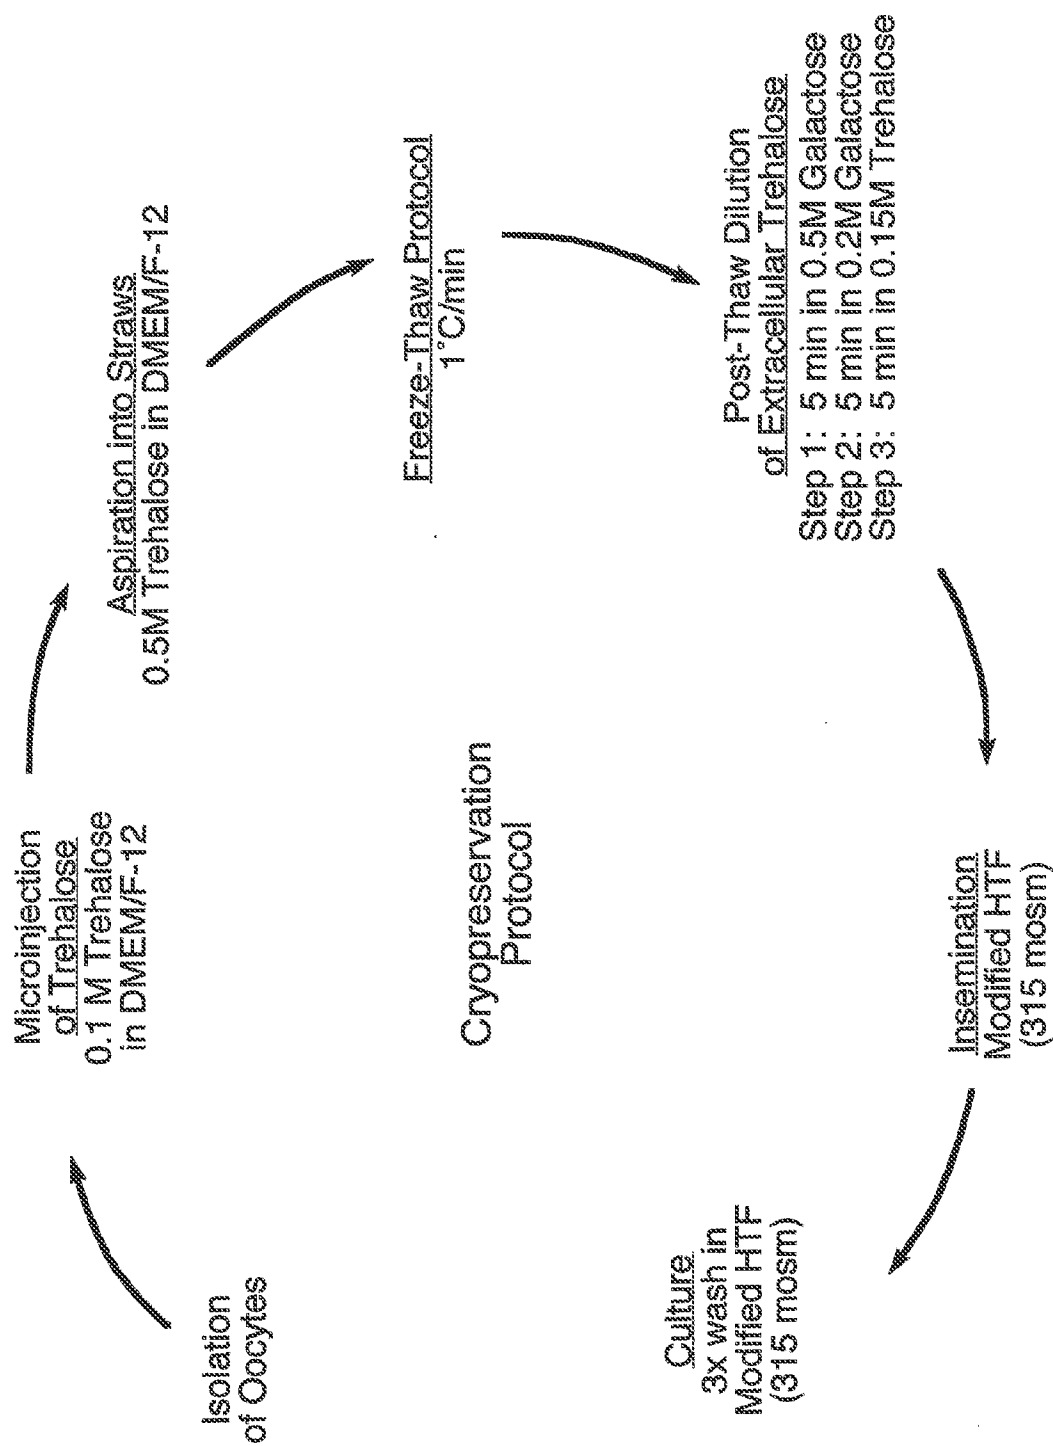 Isolation
of Oocytes
Microinjection
of Trehalose
0.1 M Trehalose
in DMEM/F-12
Aspiration into Straws
0.5M Trehalose in DMEM/F-12
Freeze-Thaw Protocol
1°C/min
Post-Thaw Dilution
of Extracellular Trehalose
Step 1: 5 min in 0.5M Galactose
Step 2: 5 min in 0.2M Galactose
Step 3: 5 min in 0.15M Trehalose
Insemination
Modified HTF
(315 mosm)
Culture
3x wash in
Modified HTF
(315 mosm)
Cryopreservation
Protocol